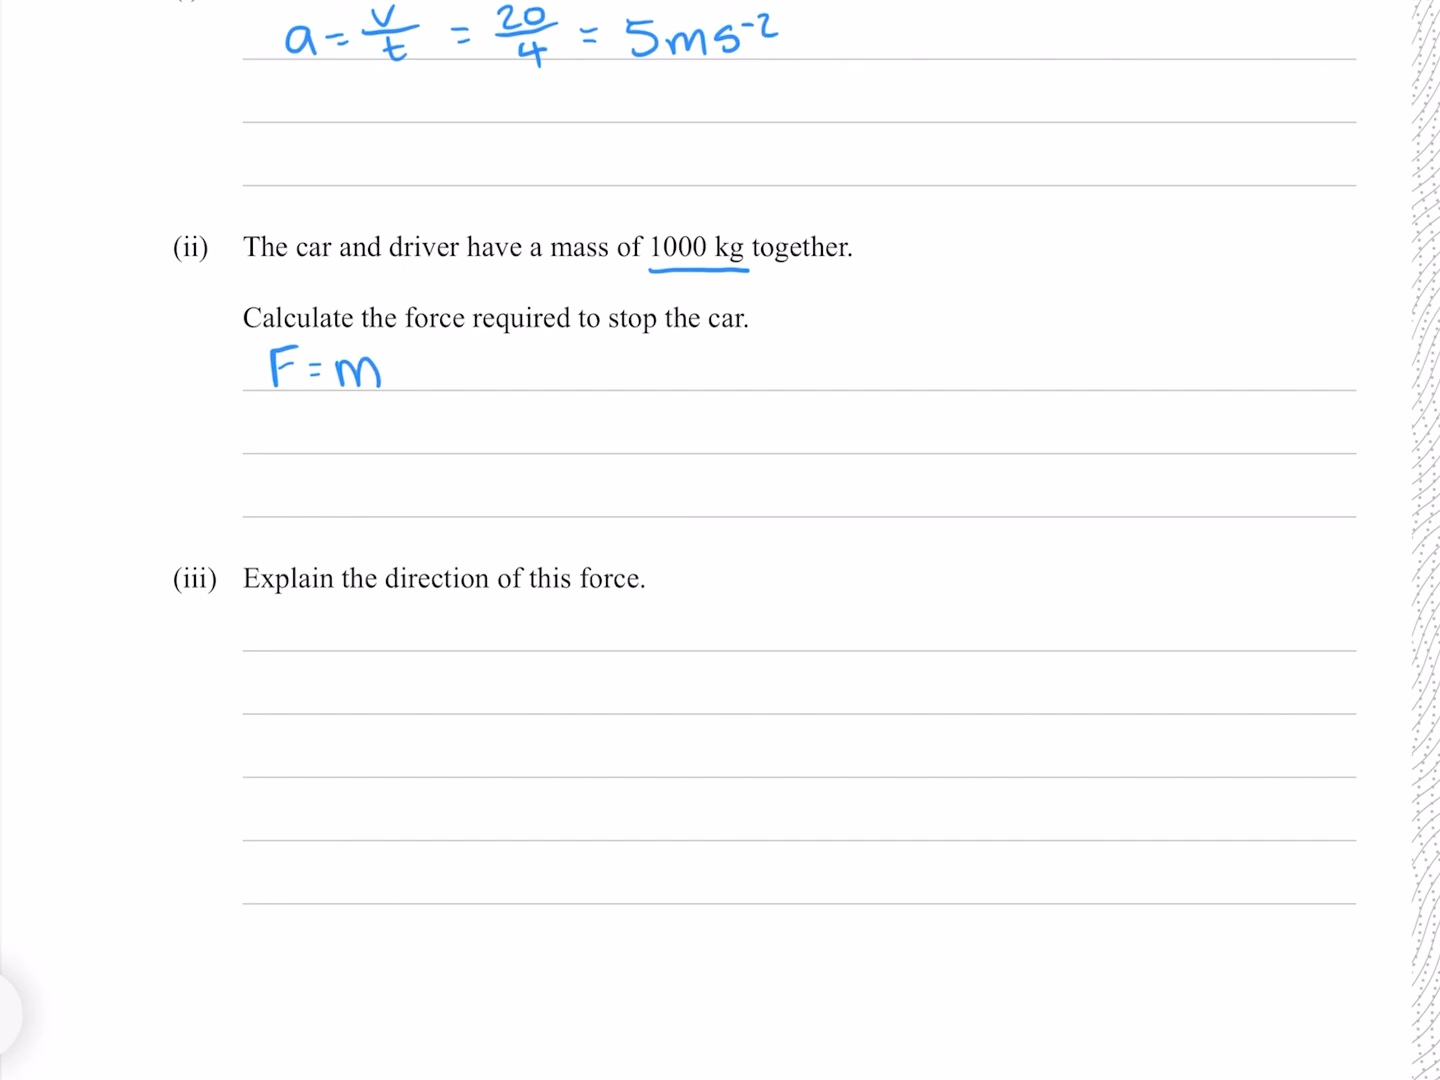 a = v/t = 20/4 = 5ms⁻²
(ii) The car and driver have a mass of 1000 kg together.
Calculate the force required to stop the car.
F = m
(iii) Explain the direction of this force.